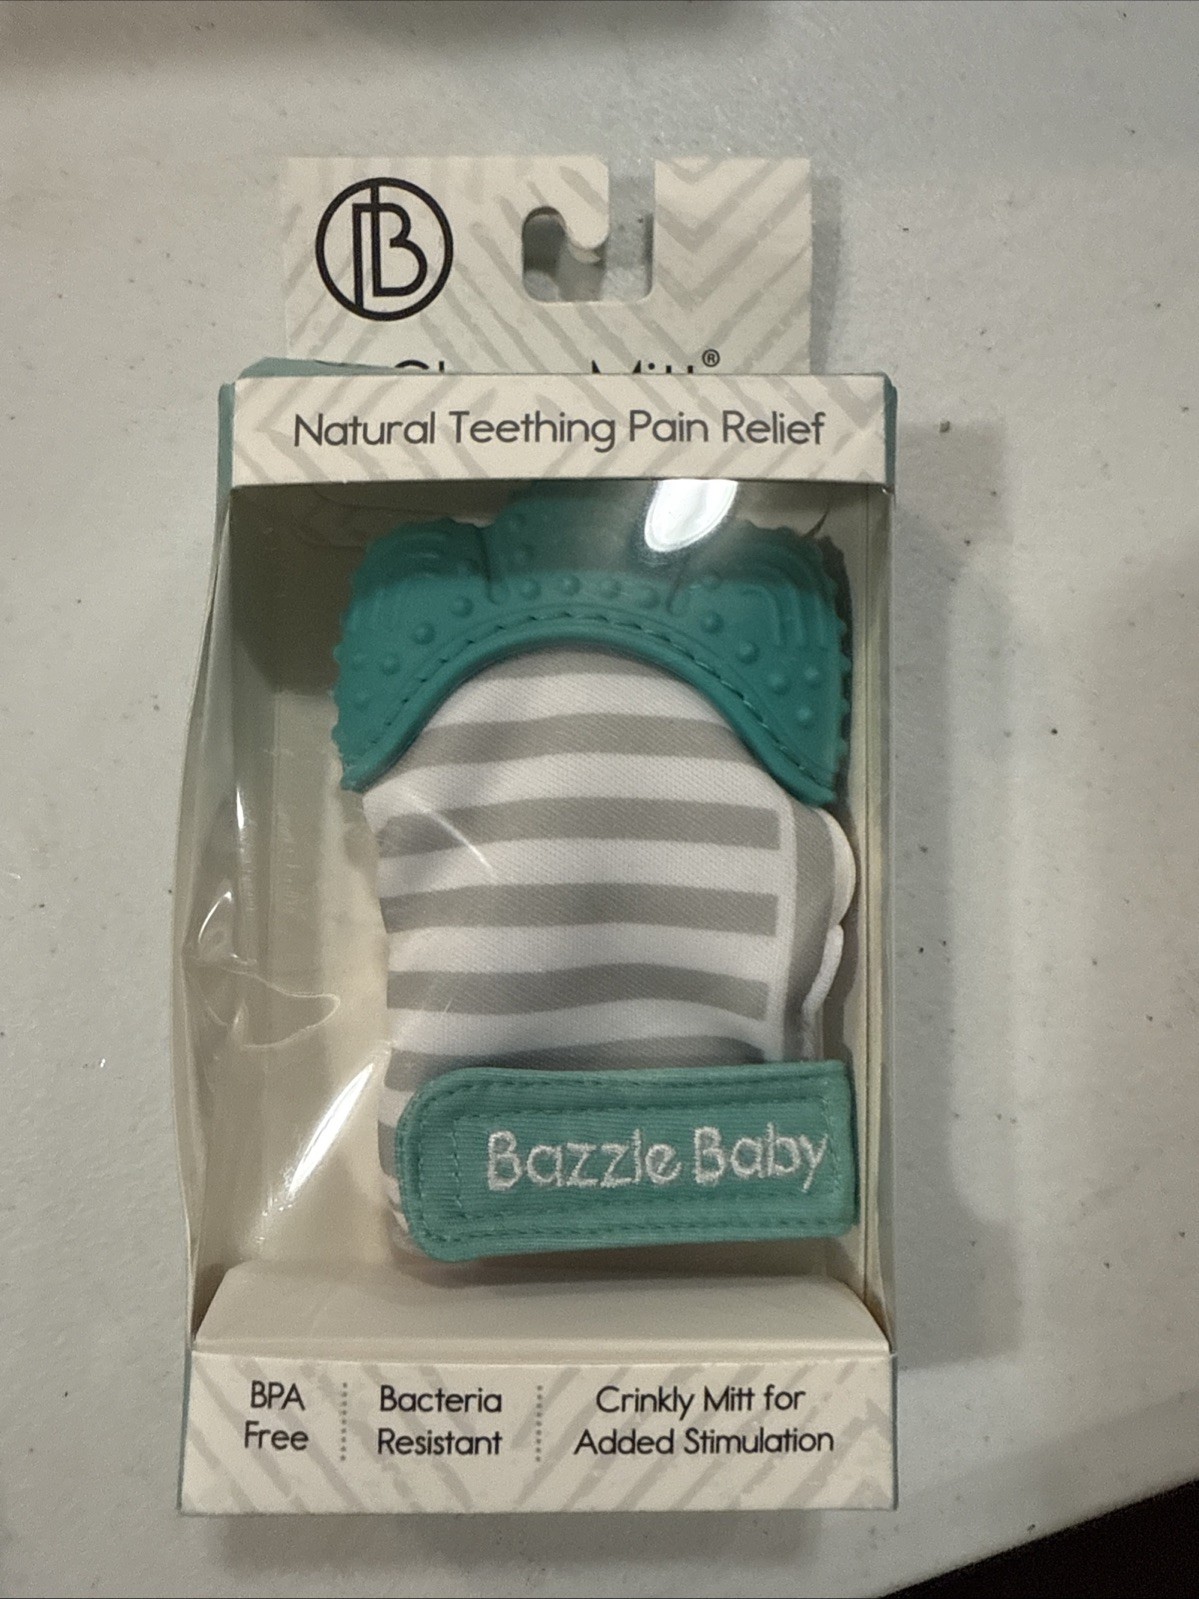 B
®
Natural Teething Pain Relief
Bazzle Baby
BPA
Free
Bacteria
Resistant
Crinkly Mitt for
Added Stimulation